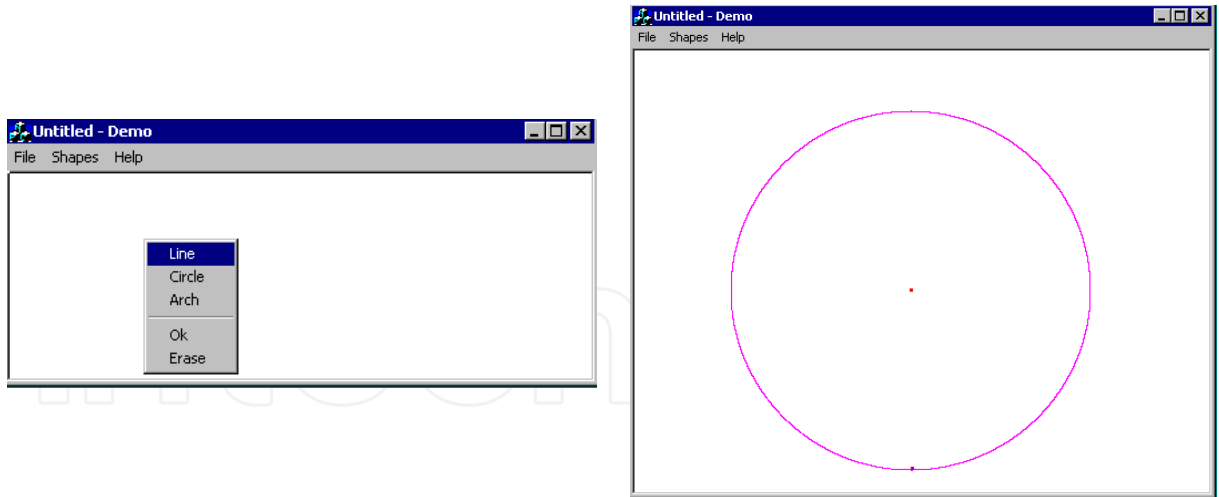 Untitled - Demo
File Shapes Help
Line
Circle
Arch
Ok
Erase
Untitled - Demo
File Shapes Help